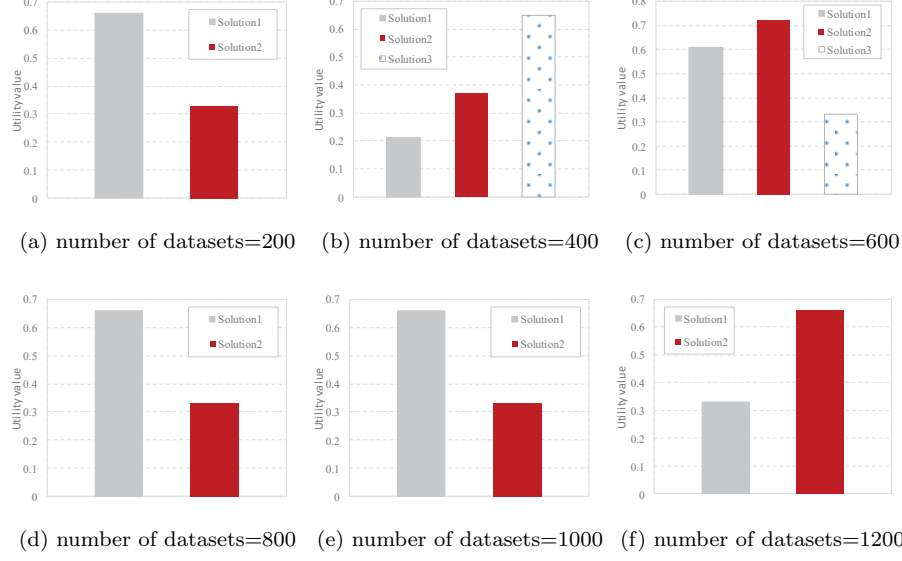 0.7
0.6
0.5
0.4
0.3
0.2
0.1
0
Utility value
Solution1
Solution2
(a) number of datasets=200
0.7
0.6
0.5
0.4
0.3
0.2
0.1
0
Utility value
Solution1
Solution2
Solution3
(b) number of datasets=400
0.8
0.7
0.6
0.5
0.4
0.3
0.2
0.1
0
Utility value
Solution1
Solution2
Solution3
(c) number of datasets=600
0.7
0.6
0.5
0.4
0.3
0.2
0.1
0
Utility value
Solution1
Solution2
(d) number of datasets=800
0.7
0.6
0.5
0.4
0.3
0.2
0.1
0
Utility value
Solution1
Solution2
(e) number of datasets=1000
0.7
0.6
0.5
0.4
0.3
0.2
0.1
0
Utility value
Solution1
Solution2
(f) number of datasets=1200